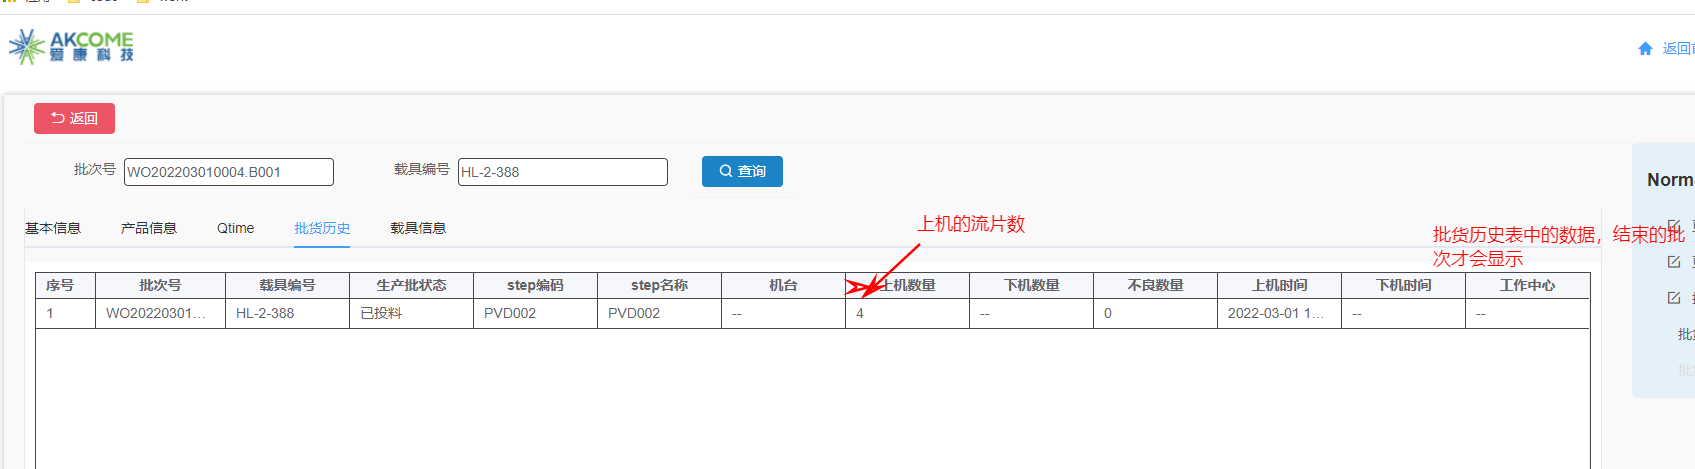 AKCOME
爱康科技
返回
返回
批次号 WO202203010004.B001 载具编号 HL-2-388 查询
Norm
基本信息 产品信息 Qtime 批货历史 载具信息
上机的流片数
批货历史表中的数据，结束的批
次才会显示
序号 批次号 载具编号 生产批状态 step编码 step名称 机台 上机数量 下机数量 不良数量 上机时间 下机时间 工作中心
1 WO20220301... HL-2-388 已投料 PVD002 PVD002 -- 4 -- 0 2022-03-01 1... -- --
批